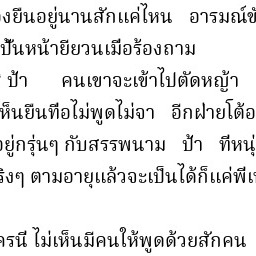 งยืนอยู่นานสักแค่ไหน อารมณ์ขั
ปั้นหน้ายียวนเมื่อร้องถาม
ป้า คนเขาจะเข้าไปตัดหญ้า
ห็นยืนทื่อไม่พูดไม่จา อีกฝ่ายโต้อ
อยู่กรุ่นๆ กับสรรพนาม ป้า ที่หนุ่
ริงๆ ตามอายุแล้วจะเป็นได้ก็แค่พี่เ
ครนี่ ไม่เห็นมีคนให้พูดด้วยสักคน